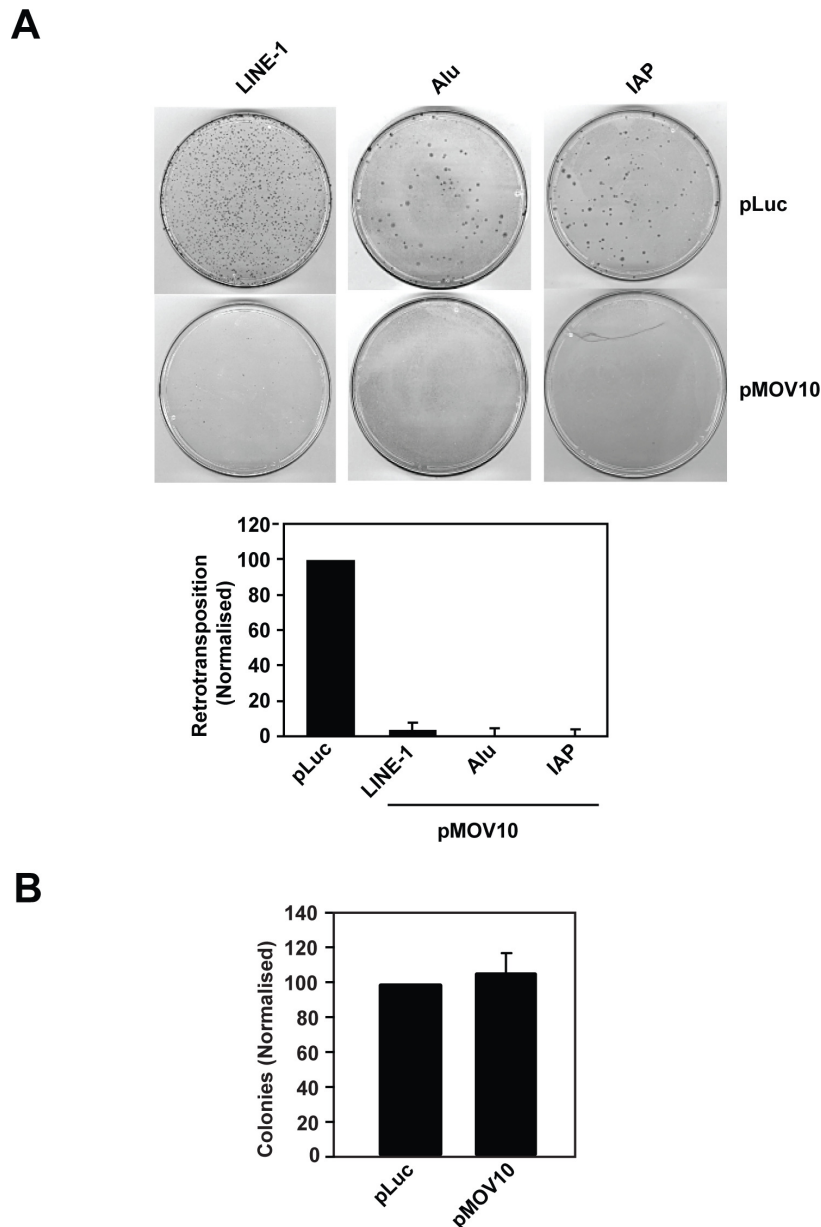 A
LINE-1
Alu
IAP
pLuc
pMOV10
Retrotransposition
(Normalised)
120
100
80
60
40
20
0
pLuc
LINE-1
Alu
IAP
pMOV10
B
Colonies (Normalised)
140
120
100
80
60
40
20
0
pLuc
pMOV10